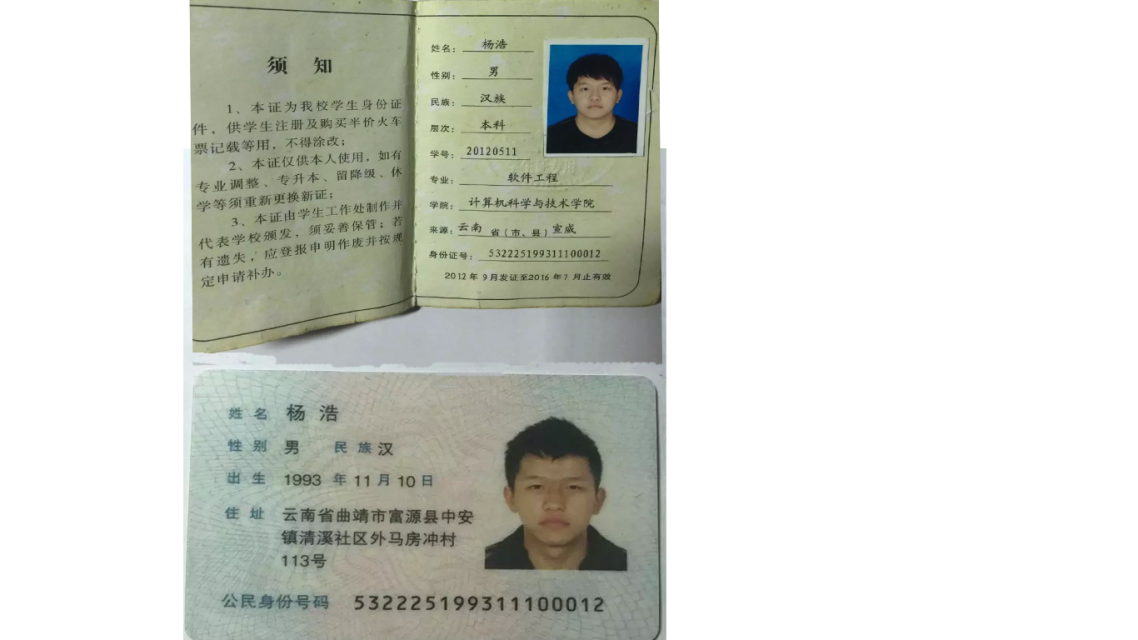 须 知
1、本证为我校学生身份证
件，供学生注册及购买半价火车
票记载等用，不得涂改；
2、本证仅供本人使用，如有
专业调整、专升本、留降级、休
学等须重新更换新证；
3、本证由学生工作处制作并
代表学校颁发，须妥善保管；若
有遗失，应登报申明作废并按规
定申请补办。
姓名： 杨浩
性别： 男
民族： 汉族
层次： 本科
学号： 20120511
专业： 软件工程
学院： 计算机科学与技术学院
来源：云南 省〔市、县〕宣威
身份证号： 532225199311100012
2012 年 9 月发证至2016 年 7 月止有效
姓名 杨浩
性别 男 民族 汉
出生 1993 年 11 月 10 日
住址 云南省曲靖市富源县中安
镇清溪社区外马房冲村
113号
公民身份号码 532225199311100012